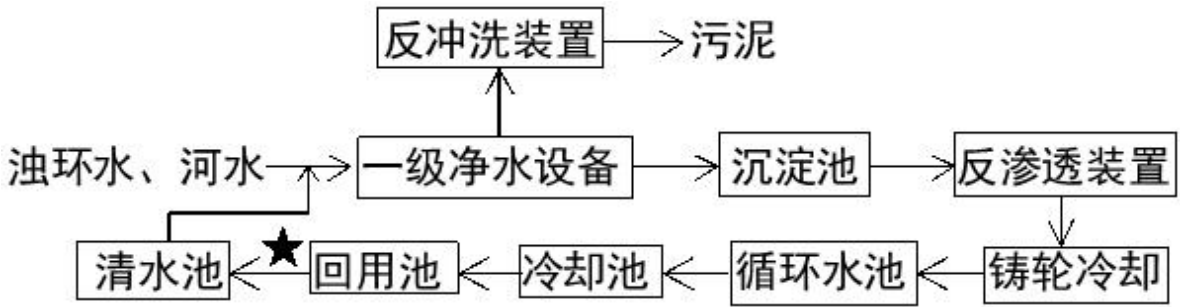 反冲洗装置 污泥
浊环水、河水 一级净水设备 沉淀池 反渗透装置
清水池 回用池 冷却池 循环水池 铸轮冷却